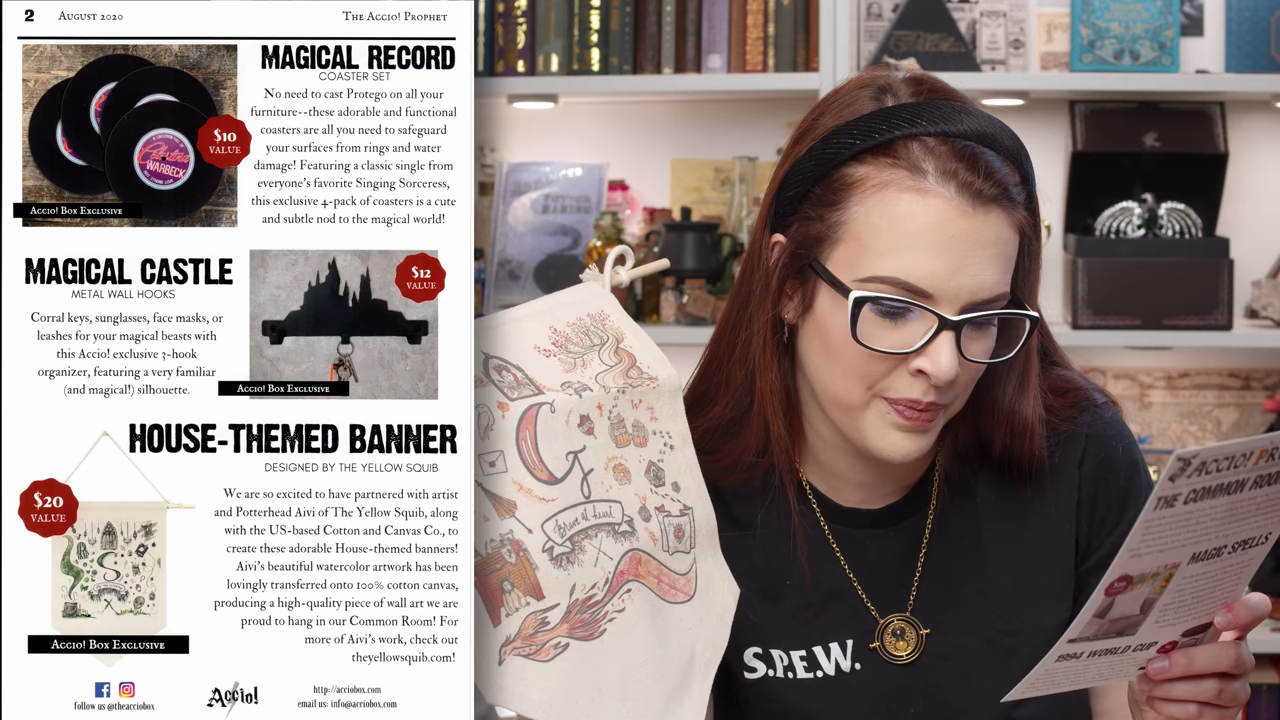 2 August 2020 The Accio! Prophet
MAGICAL RECORD
COASTER SET
No need to cast Protego on all your
furniture--these adorable and functional
coasters are all you need to safeguard
your surfaces from rings and water
damage! Featuring a classic single from
everyone's favorite Singing Sorceress,
this exclusive 4-pack of coasters is a cute
and subtle nod to the magical world!
$10
VALUE
Celestina
WARBECK
Accio! Box Exclusive
MAGICAL CASTLE
METAL WALL HOOKS
Corral keys, sunglasses, face masks, or
leashes for your magical beasts with
this Accio! exclusive 3-hook
organizer, featuring a very familiar
(and magical!) silhouette.
$12
VALUE
Accio! Box Exclusive
HOUSE-THEMED BANNER
DESIGNED BY THE YELLOW SQUIB
$20
VALUE
S
We are so excited to have partnered with artist
and Potterhead Aivi of The Yellow Squib, along
with the US-based Cotton and Canvas Co., to
create these adorable House-themed banners!
Aivi's beautiful watercolor artwork has been
lovingly transferred onto 100% cotton canvas,
producing a high-quality piece of wall art we are
proud to hang in our Common Room! For
more of Aivi's work, check out
theyellowsquib.com!
Accio! Box Exclusive
follow us @theacciobox
Accio!
http://acciobox.com
email us: info@acciobox.com
G
Brave at heart
S.P.E.W.
ACCIO! PR
THE COMMON ROO
MAGIC SPELLS
1994 WORLD CUP